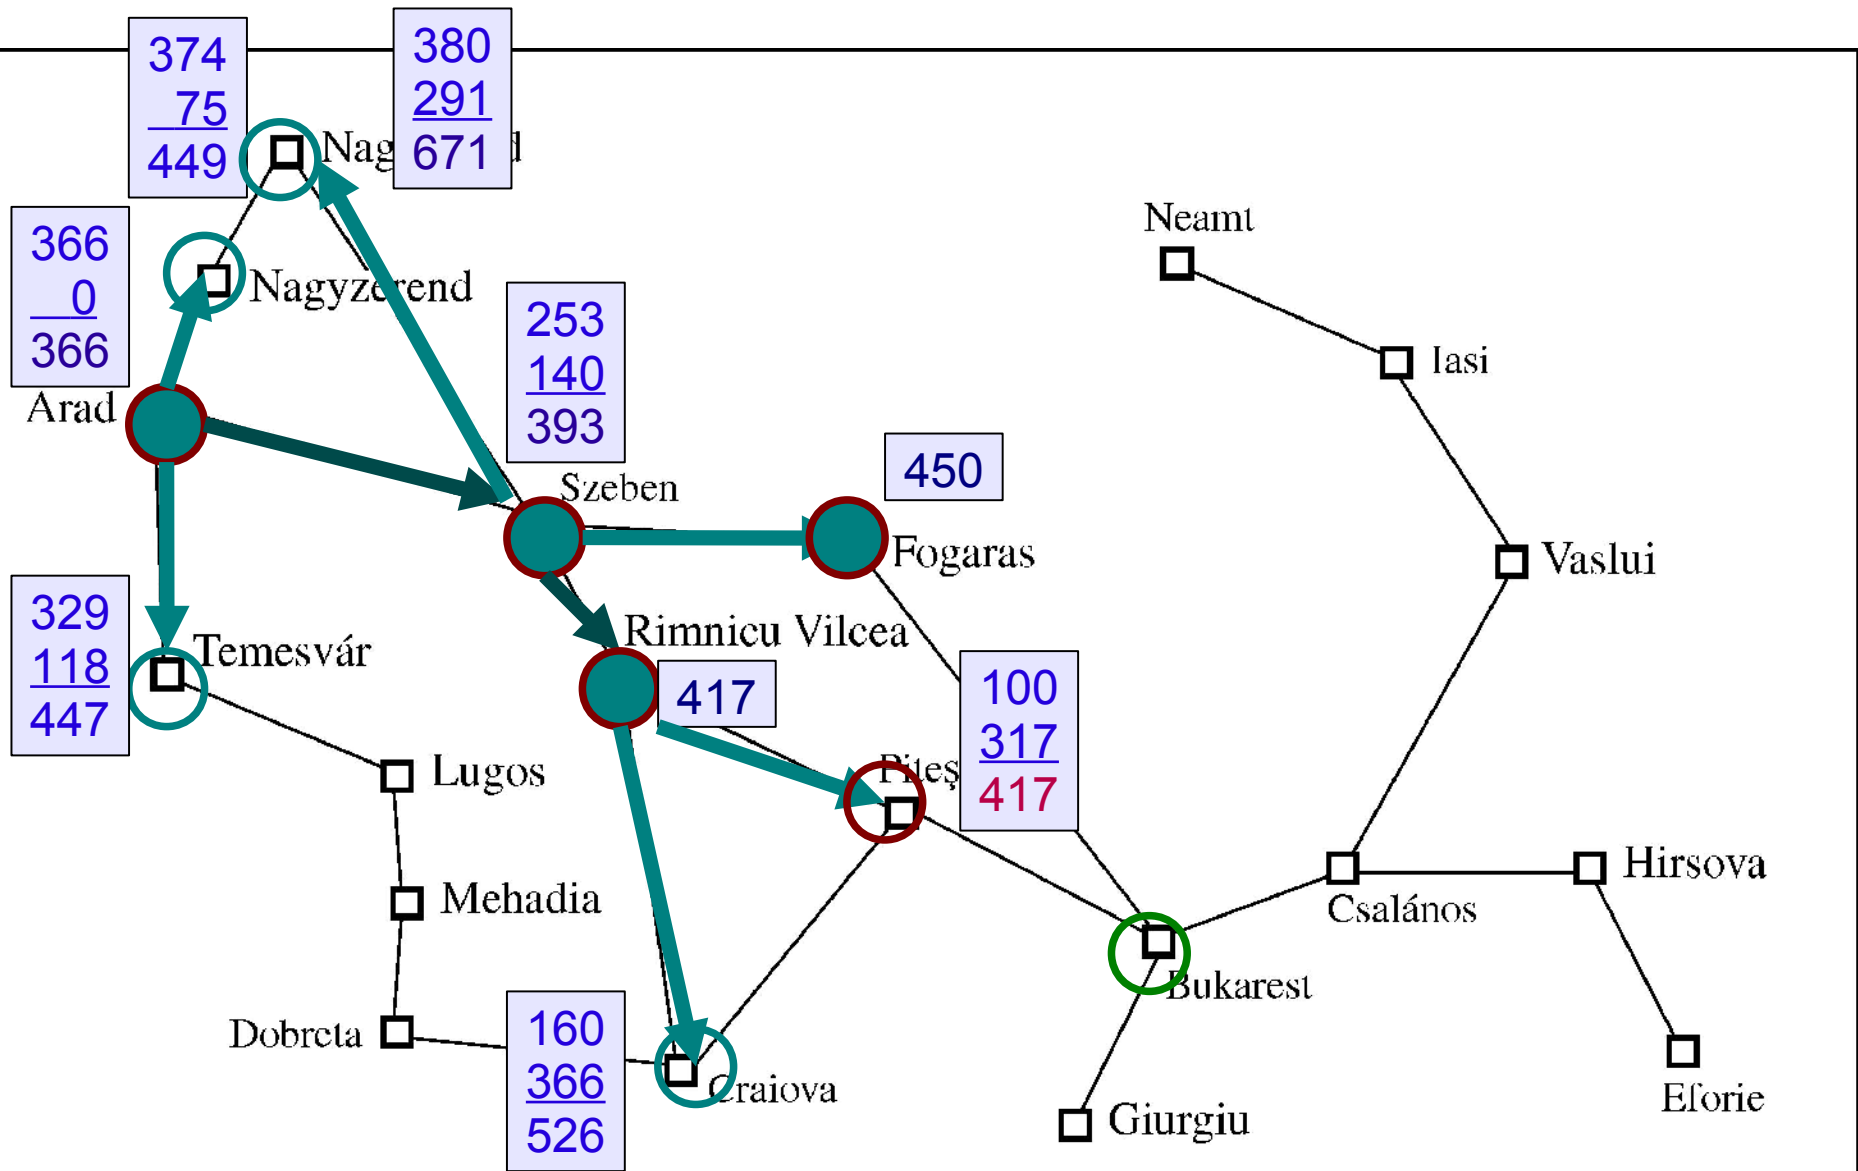 374
75
449
380
291
671
366
0
366
Nagyzerend
Neamt
Iasi
253
140
393
Arad
Szeben
450
Fogaras
Vaslui
329
118
447
Temesvár
Rimnicu Vilcea
417
100
317
417
Lugos
Mehadia
Hirsova
Csalános
Bukarest
Dobreta
160
366
526
Craiova
Giurgiu
Eforie